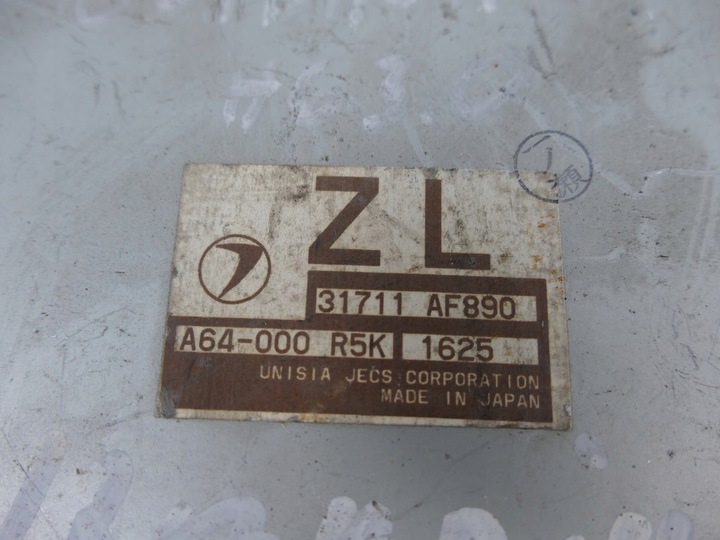 ZL
31711 AF890
A64-000 R5K 1625
UNISIA JECS CORPORATION
MADE IN JAPAN